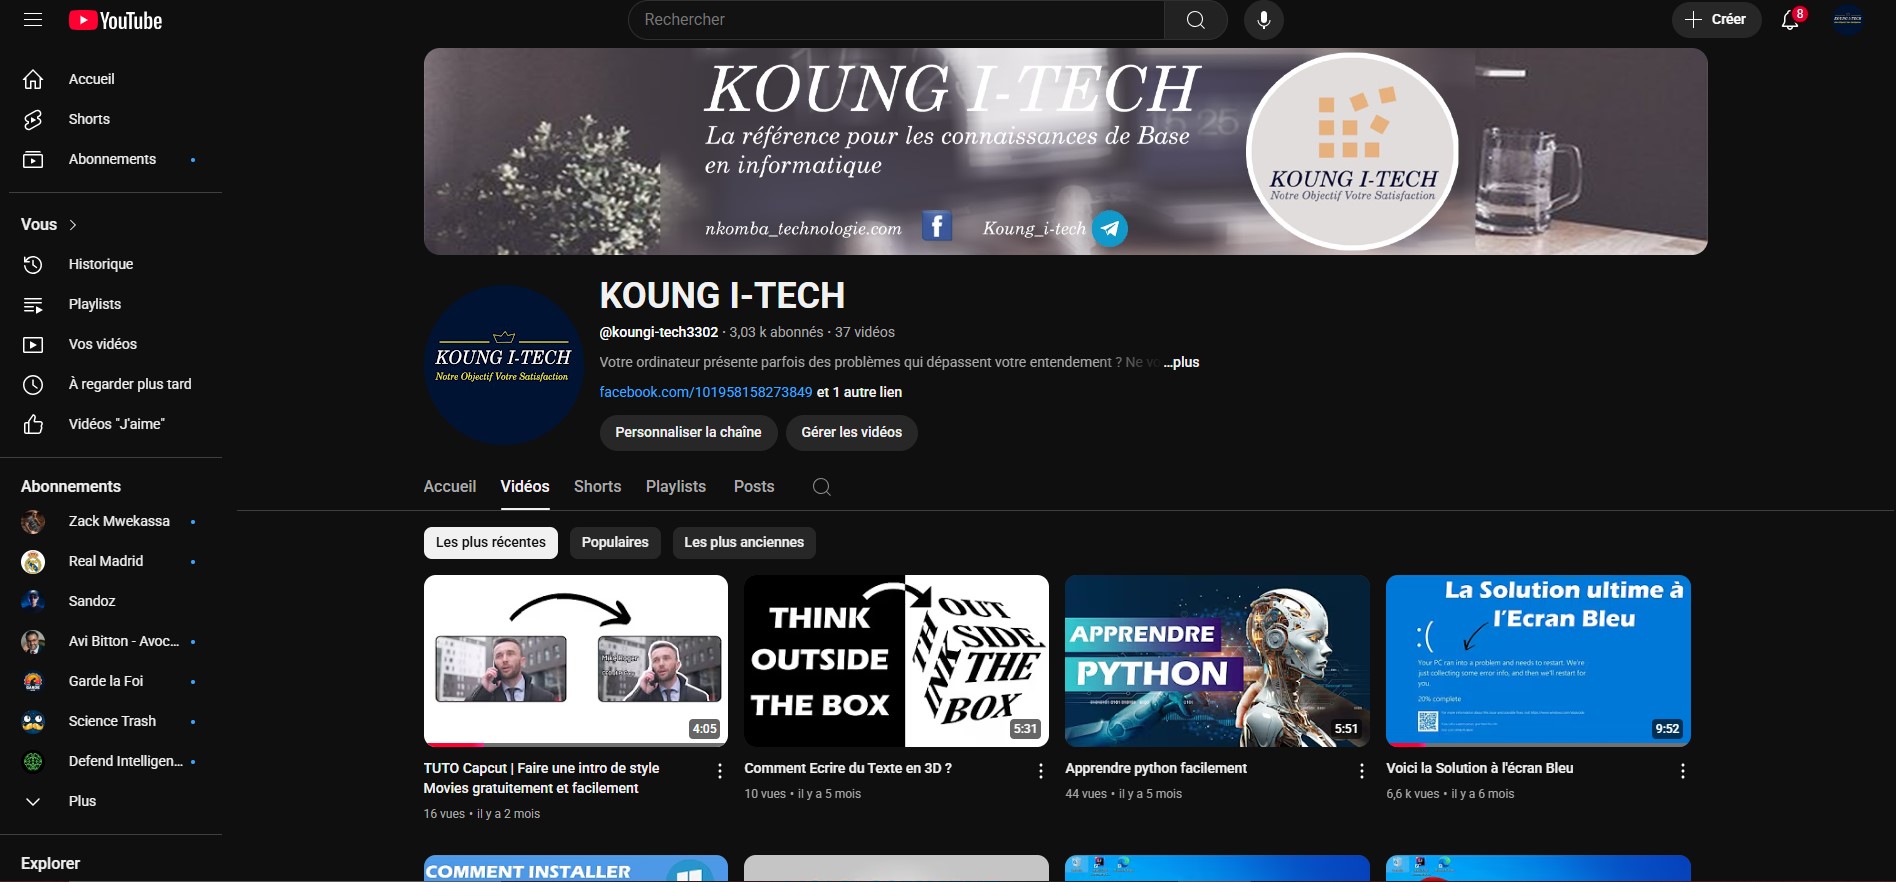 YouTube
Rechercher
Créer
8
Accueil
Shorts
Abonnements
Vous
Historique
Playlists
Vos vidéos
À regarder plus tard
Vidéos "J'aime"
Abonnements
Zack Mwekassa
Real Madrid
Sandoz
Avi Bitton - Avoc...
Garde la Foi
Science Trash
Defend Intelligen...
Plus
Explorer
KOUNG I-TECH
La référence pour les connaissances de Base
en informatique
nkomba_technologie.com
Koung_i-tech
KOUNG I-TECH
Notre Objectif Votre Satisfaction
KOUNG I-TECH
Notre Objectif Votre Satisfaction
KOUNG I-TECH
@koungi-tech3302 · 3,03 k abonnés · 37 vidéos
Votre ordinateur présente parfois des problèmes qui dépassent votre entendement ? Ne vo ...plus
facebook.com/101958158273849 et 1 autre lien
Personnaliser la chaîne
Gérer les vidéos
Accueil
Vidéos
Shorts
Playlists
Posts
Les plus récentes
Populaires
Les plus anciennes
4:05
TUTO Capcut | Faire une intro de style
Movies gratuitement et facilement
16 vues • il y a 2 mois
THINK
OUTSIDE
THE BOX
OUT
SIDE
THE
BOX
5:31
Comment Ecrire du Texte en 3D ?
10 vues • il y a 5 mois
APPRENDRE
PYTHON
5:51
Apprendre python facilement
44 vues • il y a 5 mois
La Solution ultime à
l'Ecran Bleu
:(
Your PC ran into a problem and needs to restart. We're
just collecting some error info, and then we'll restart for
you.
20% complete
9:52
Voici la Solution à l'écran Bleu
6,6 k vues • il y a 6 mois
COMMENT INSTALLER